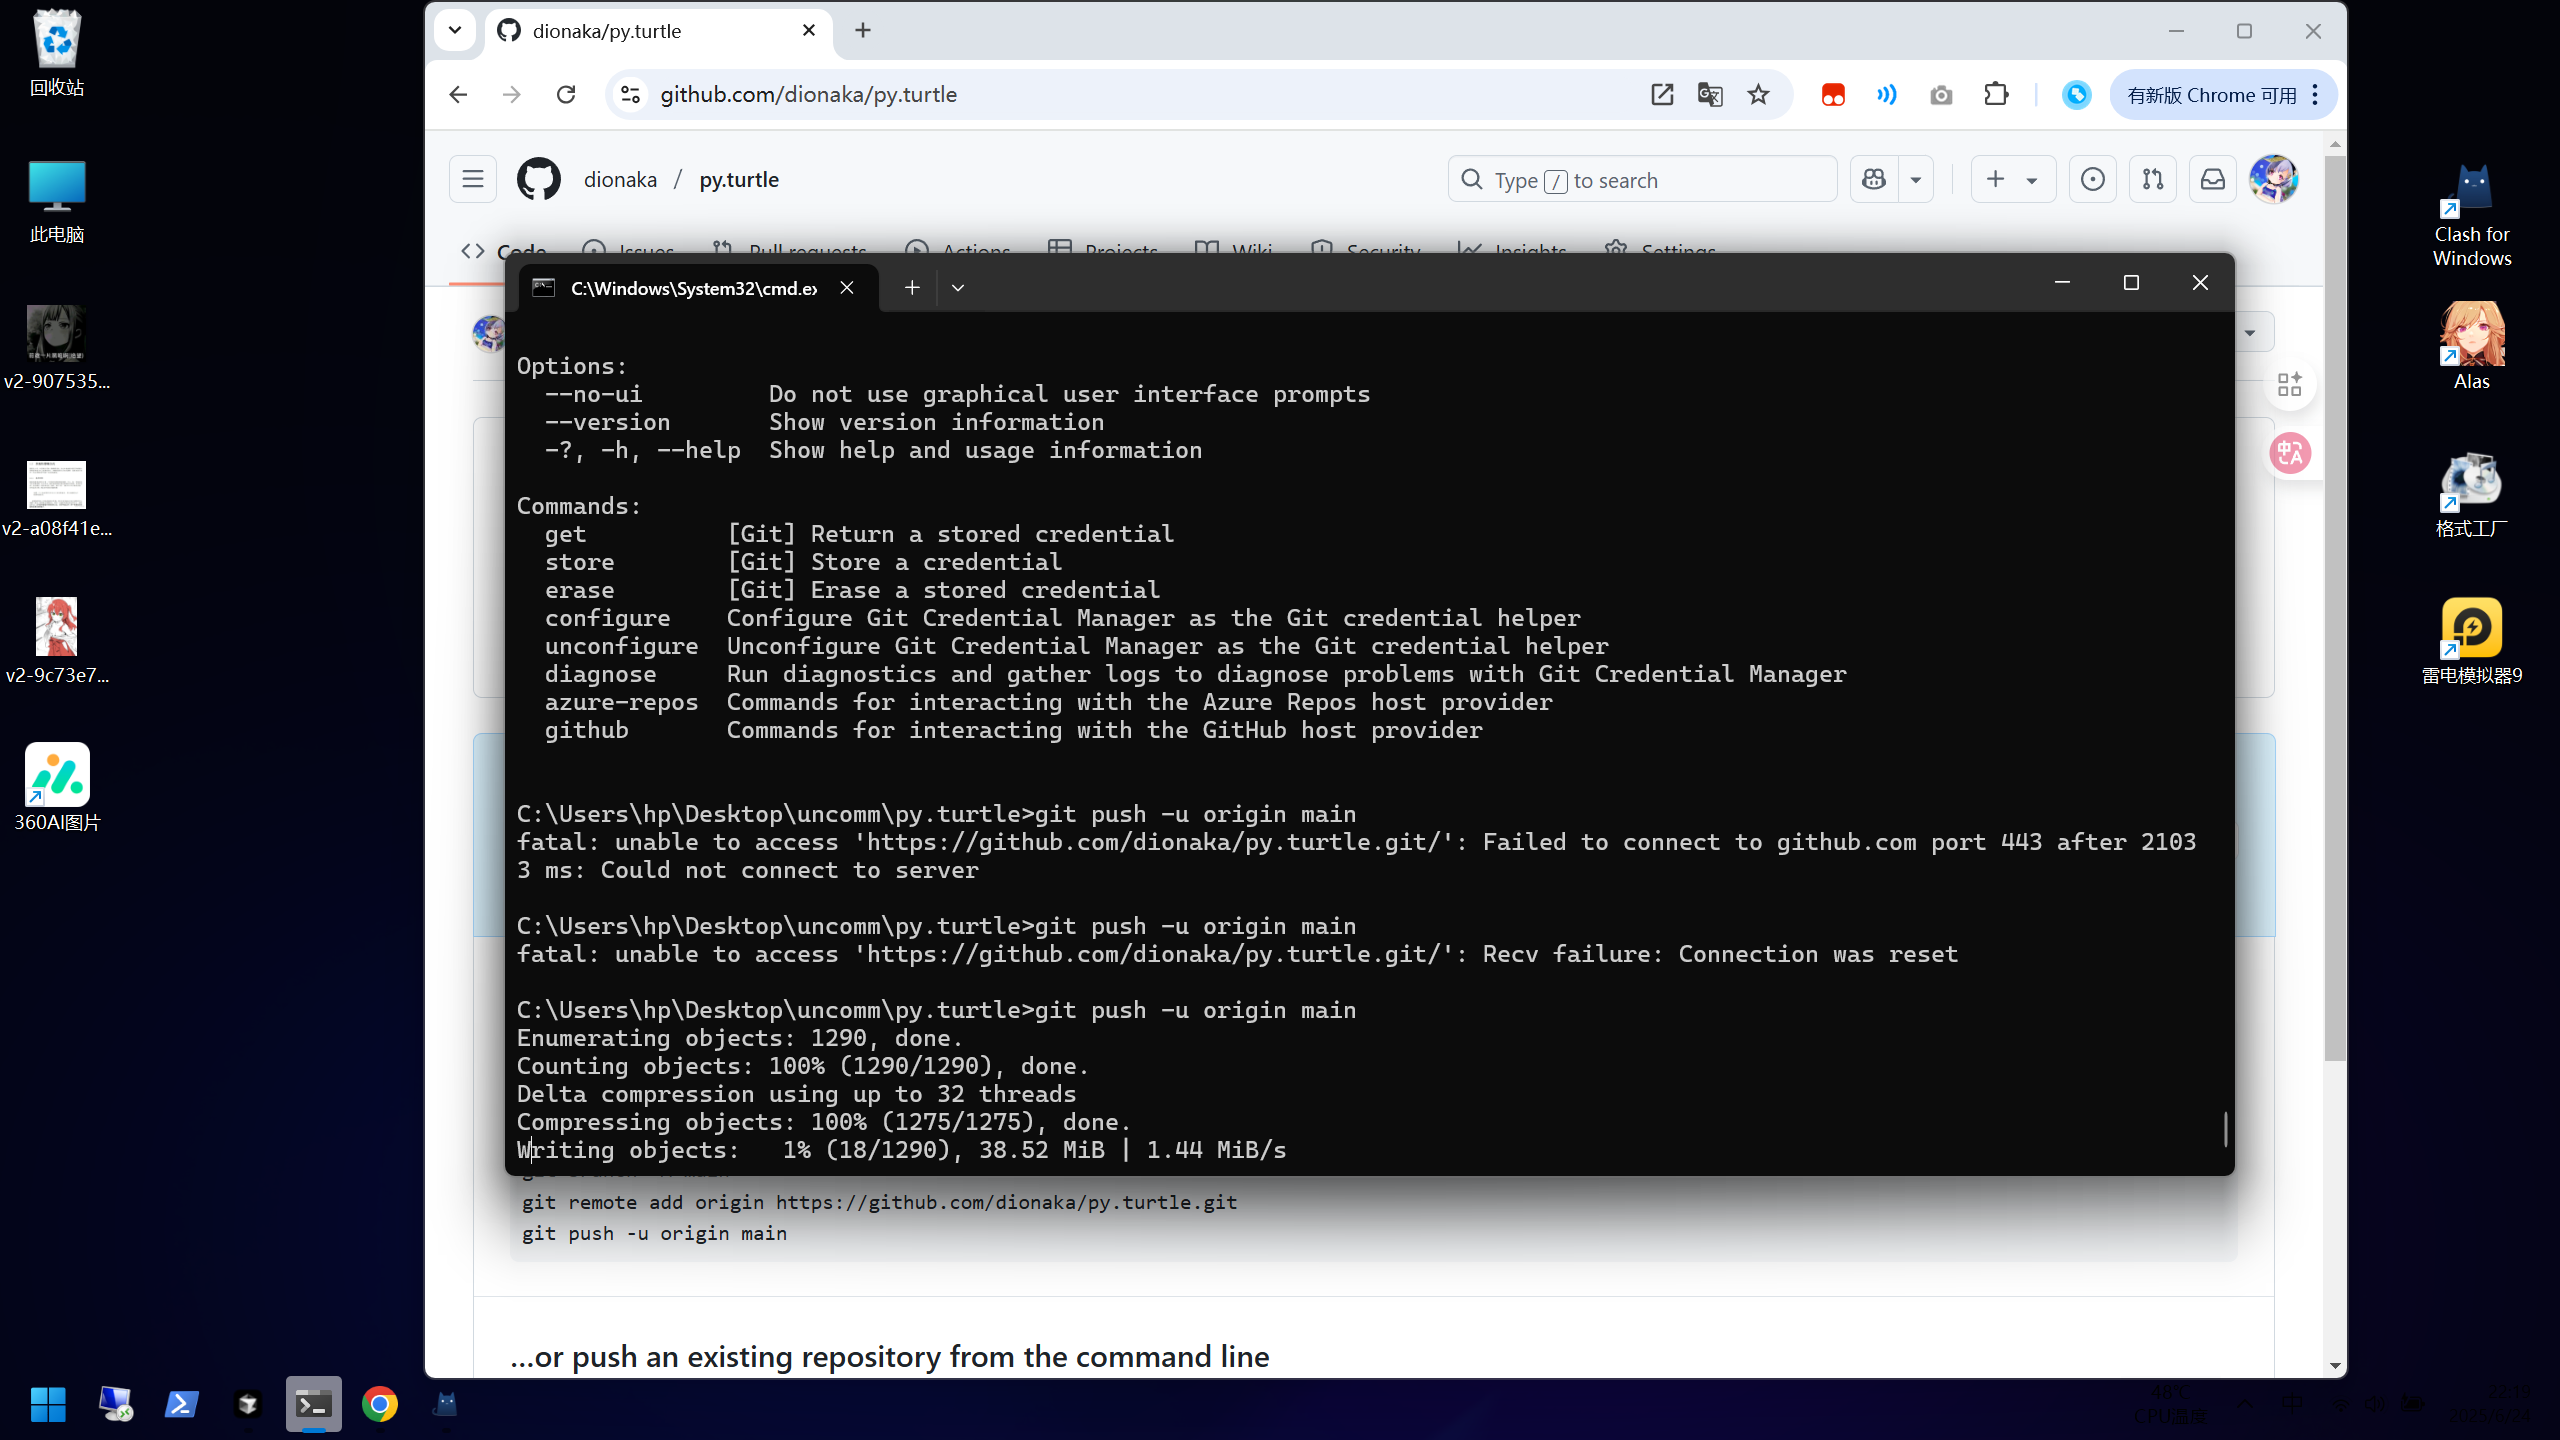 回收站
此电脑
v2-907535...
v2-a08f41e...
v2-9c73e7...
360AI图片
dionaka/py.turtle
github.com/dionaka/py.turtle
有新版 Chrome 可用
dionaka / py.turtle
Type / to search
Code Issues Pull requests Actions Projects Wiki Security Insights Settings
C:\Windows\System32\cmd.ex
Options:
--no-ui Do not use graphical user interface prompts
--version Show version information
-?, -h, --help Show help and usage information
Commands:
get [Git] Return a stored credential
store [Git] Store a credential
erase [Git] Erase a stored credential
configure Configure Git Credential Manager as the Git credential helper
unconfigure Unconfigure Git Credential Manager as the Git credential helper
diagnose Run diagnostics and gather logs to diagnose problems with Git Credential Manager
azure-repos Commands for interacting with the Azure Repos host provider
github Commands for interacting with the GitHub host provider
C:\Users\hp\Desktop\uncomm\py.turtle>git push -u origin main
fatal: unable to access 'https://github.com/dionaka/py.turtle.git/': Failed to connect to github.com port 443 after 2103
3 ms: Could not connect to server
C:\Users\hp\Desktop\uncomm\py.turtle>git push -u origin main
fatal: unable to access 'https://github.com/dionaka/py.turtle.git/': Recv failure: Connection was reset
C:\Users\hp\Desktop\uncomm\py.turtle>git push -u origin main
Enumerating objects: 1290, done.
Counting objects: 100% (1290/1290), done.
Delta compression using up to 32 threads
Compressing objects: 100% (1275/1275), done.
Writing objects: 1% (18/1290), 38.52 MiB | 1.44 MiB/s
git remote add origin https://github.com/dionaka/py.turtle.git
git push -u origin main
...or push an existing repository from the command line
Clash for
Windows
Alas
格式工厂
雷电模拟器9
CPU温度